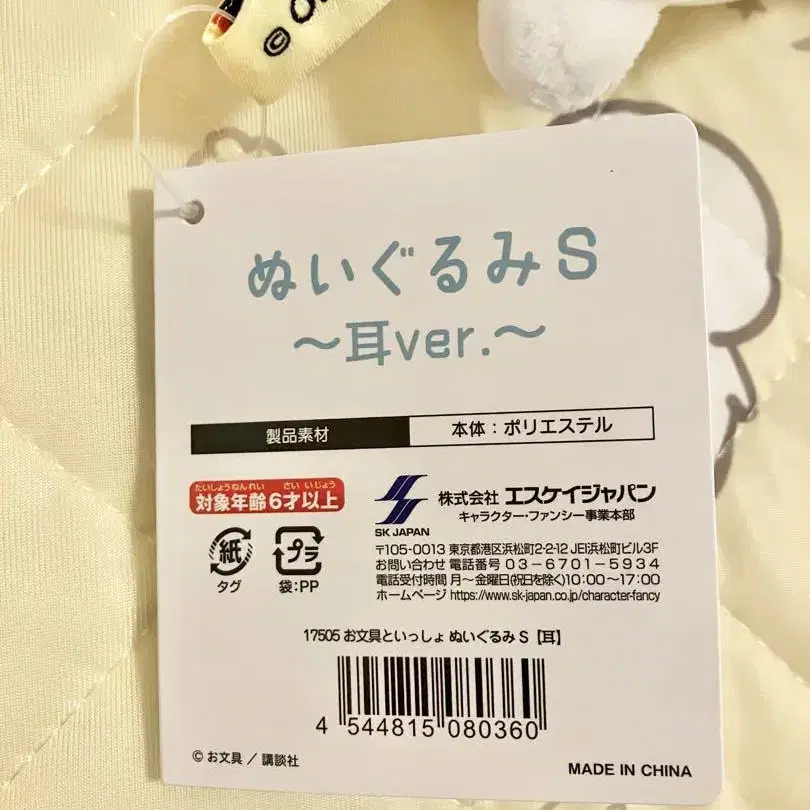 ぬいぐるみS
～耳ver.～
製品素材
本体：ポリエステル
たいしょうねんれい さい いじょう
対象年齢6才以上
紙
タグ
プラ
袋:PP
SK JAPAN
株式会社 エスケイジャパン
キャラクター・ファンシー事業本部
〒105-0013 東京都港区浜松町2-2-12 JEI浜松町ビル3F
お問い合わせ 電話番号 03-6701-5934
電話受付時間 月～金曜日(祝日を除く)10:00～17:00
ホームページ https://www.sk-japan.co.jp/character-fancy
17505 お文具といっしょ ぬいぐるみ S【耳】
4 544815 080360
© お文具 / 講談社
MADE IN CHINA